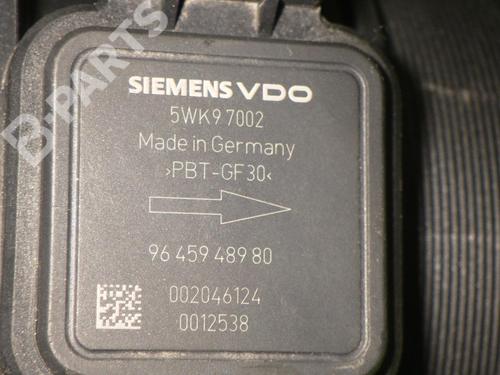 B-PARTS
SIEMENS VDO
5WK9 7002
Made in Germany
>PBT-GF30<
96 459 489 80
002046124
0012538